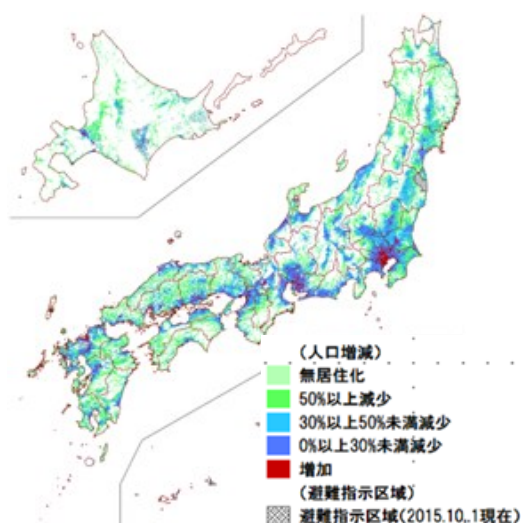 (人口増減)
無居住化
50%以上減少
30%以上50%未満減少
0%以上30%未満減少
増加
(避難指示区域)
避難指示区域(2015.10.1現在)